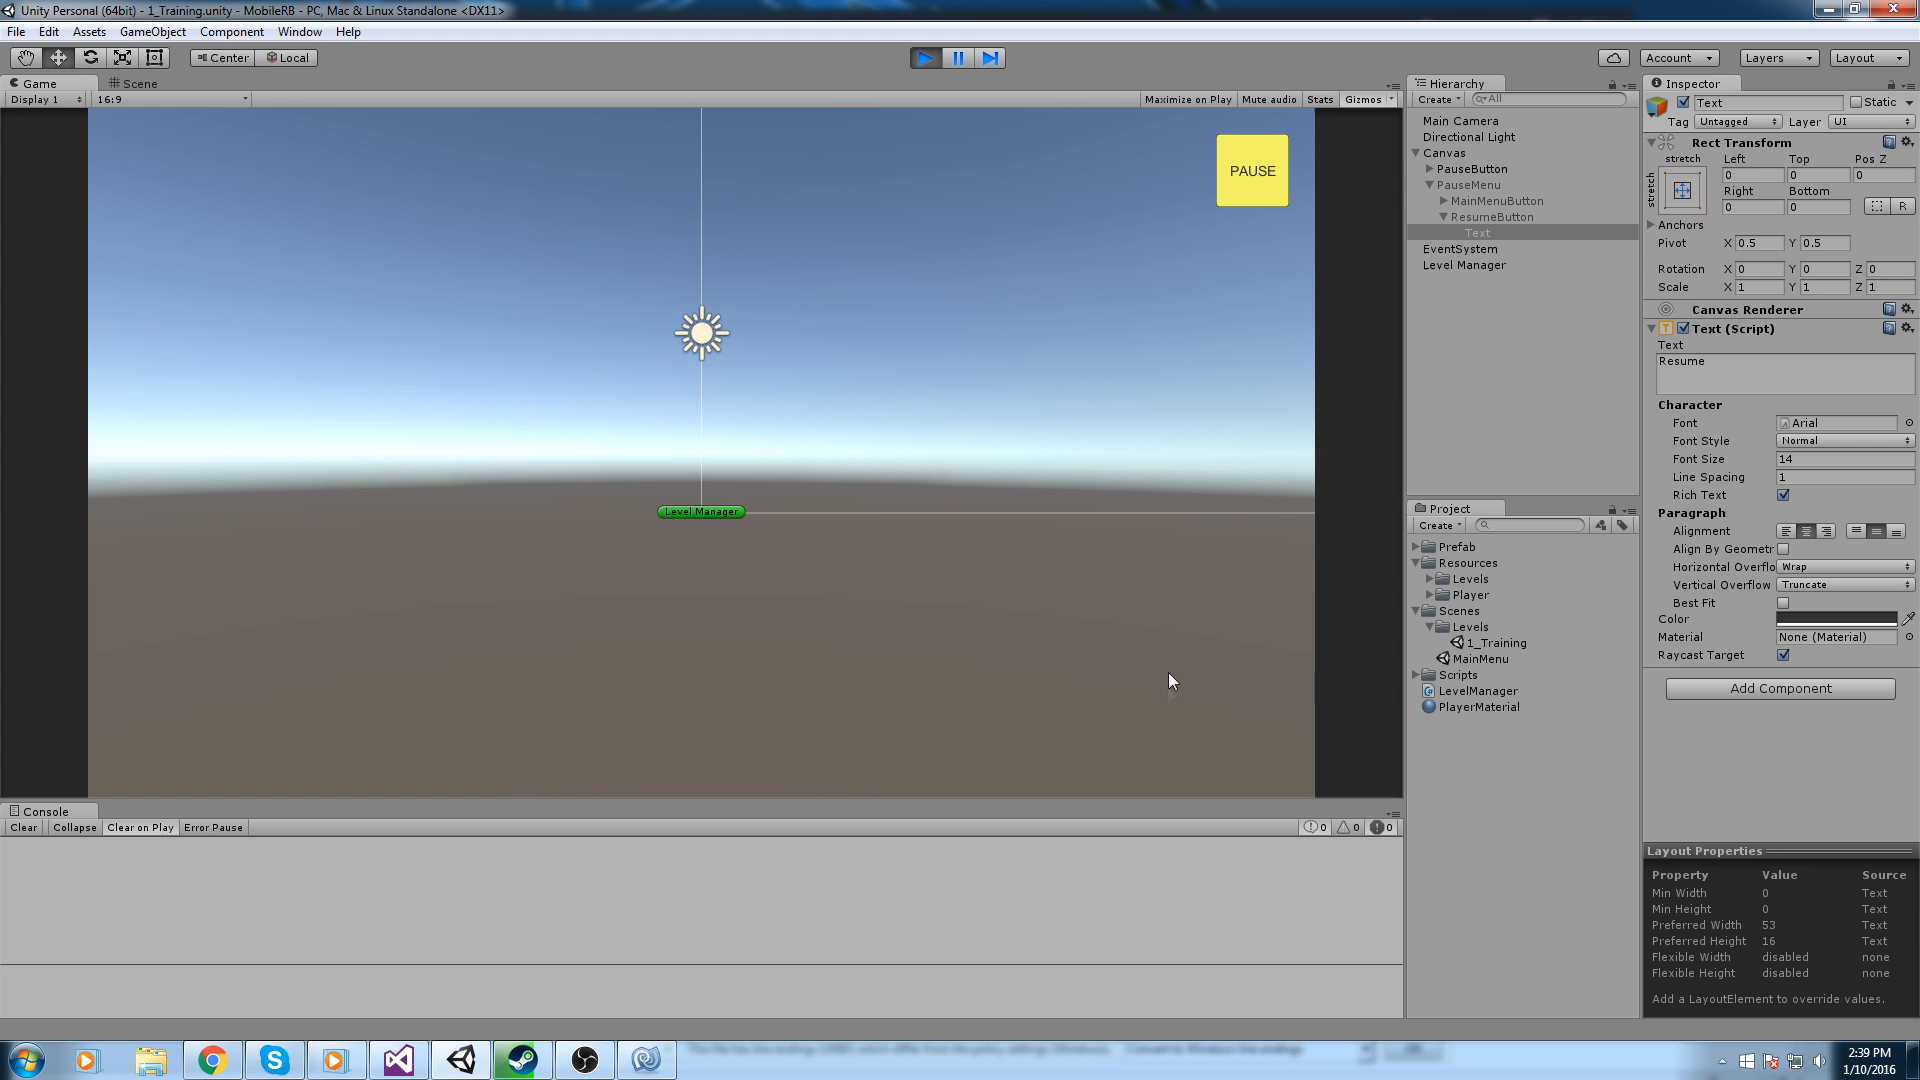 Unity Personal (64bit) - 1_Training.unity - MobileRB - PC, Mac & Linux Standalone <DX11>
File Edit Assets GameObject Component Window Help
Center Local Account Layers Layout
Game Scene
Display 1 16:9 Maximize on Play Mute audio Stats Gizmos
PAUSE
Level Manager
Hierarchy
Create All
Main Camera
Directional Light
Canvas
PauseButton
PauseMenu
MainMenuButton
ResumeButton
Text
EventSystem
Level Manager
Project
Create
Prefab
Resources
Levels
Player
Scenes
Levels
1_Training
MainMenu
Scripts
LevelManager
PlayerMaterial
Inspector
Text Static
Tag Untagged Layer UI
Rect Transform
stretch Left Top Pos Z
stretch
0 0 0
Right Bottom
0 0 R
Anchors
Pivot X 0.5 Y 0.5
Rotation X 0 Y 0 Z 0
Scale X 1 Y 1 Z 1
Canvas Renderer
Text (Script)
Text
Resume
Character
Font Arial
Font Style Normal
Font Size 14
Line Spacing 1
Rich Text
Paragraph
Alignment
Align By Geometr
Horizontal Overflo Wrap
Vertical Overflow Truncate
Best Fit
Color
Material None (Material)
Raycast Target
Add Component
Layout Properties
Property Value Source
Min Width 0 Text
Min Height 0 Text
Preferred Width 53 Text
Preferred Height 16 Text
Flexible Width disabled none
Flexible Height disabled none
Add a LayoutElement to override values.
Console
Clear Collapse Clear on Play Error Pause 0 0 0
2:39 PM
1/10/2016